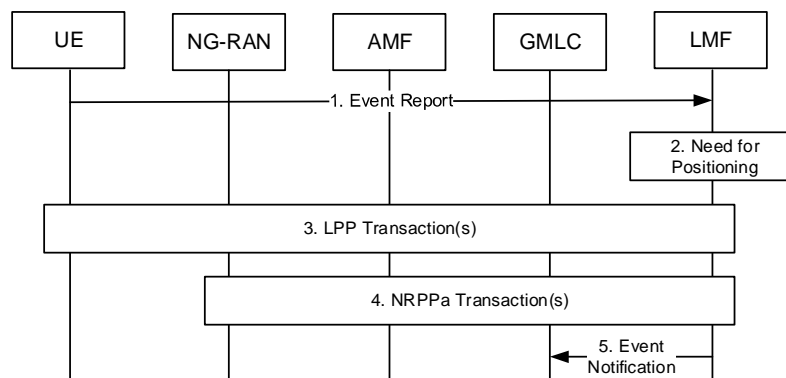 UE
NG-RAN
AMF
GMLC
LMF
1. Event Report
2. Need for
Positioning
3. LPP Transaction(s)
4. NRPPa Transaction(s)
5. Event
Notification